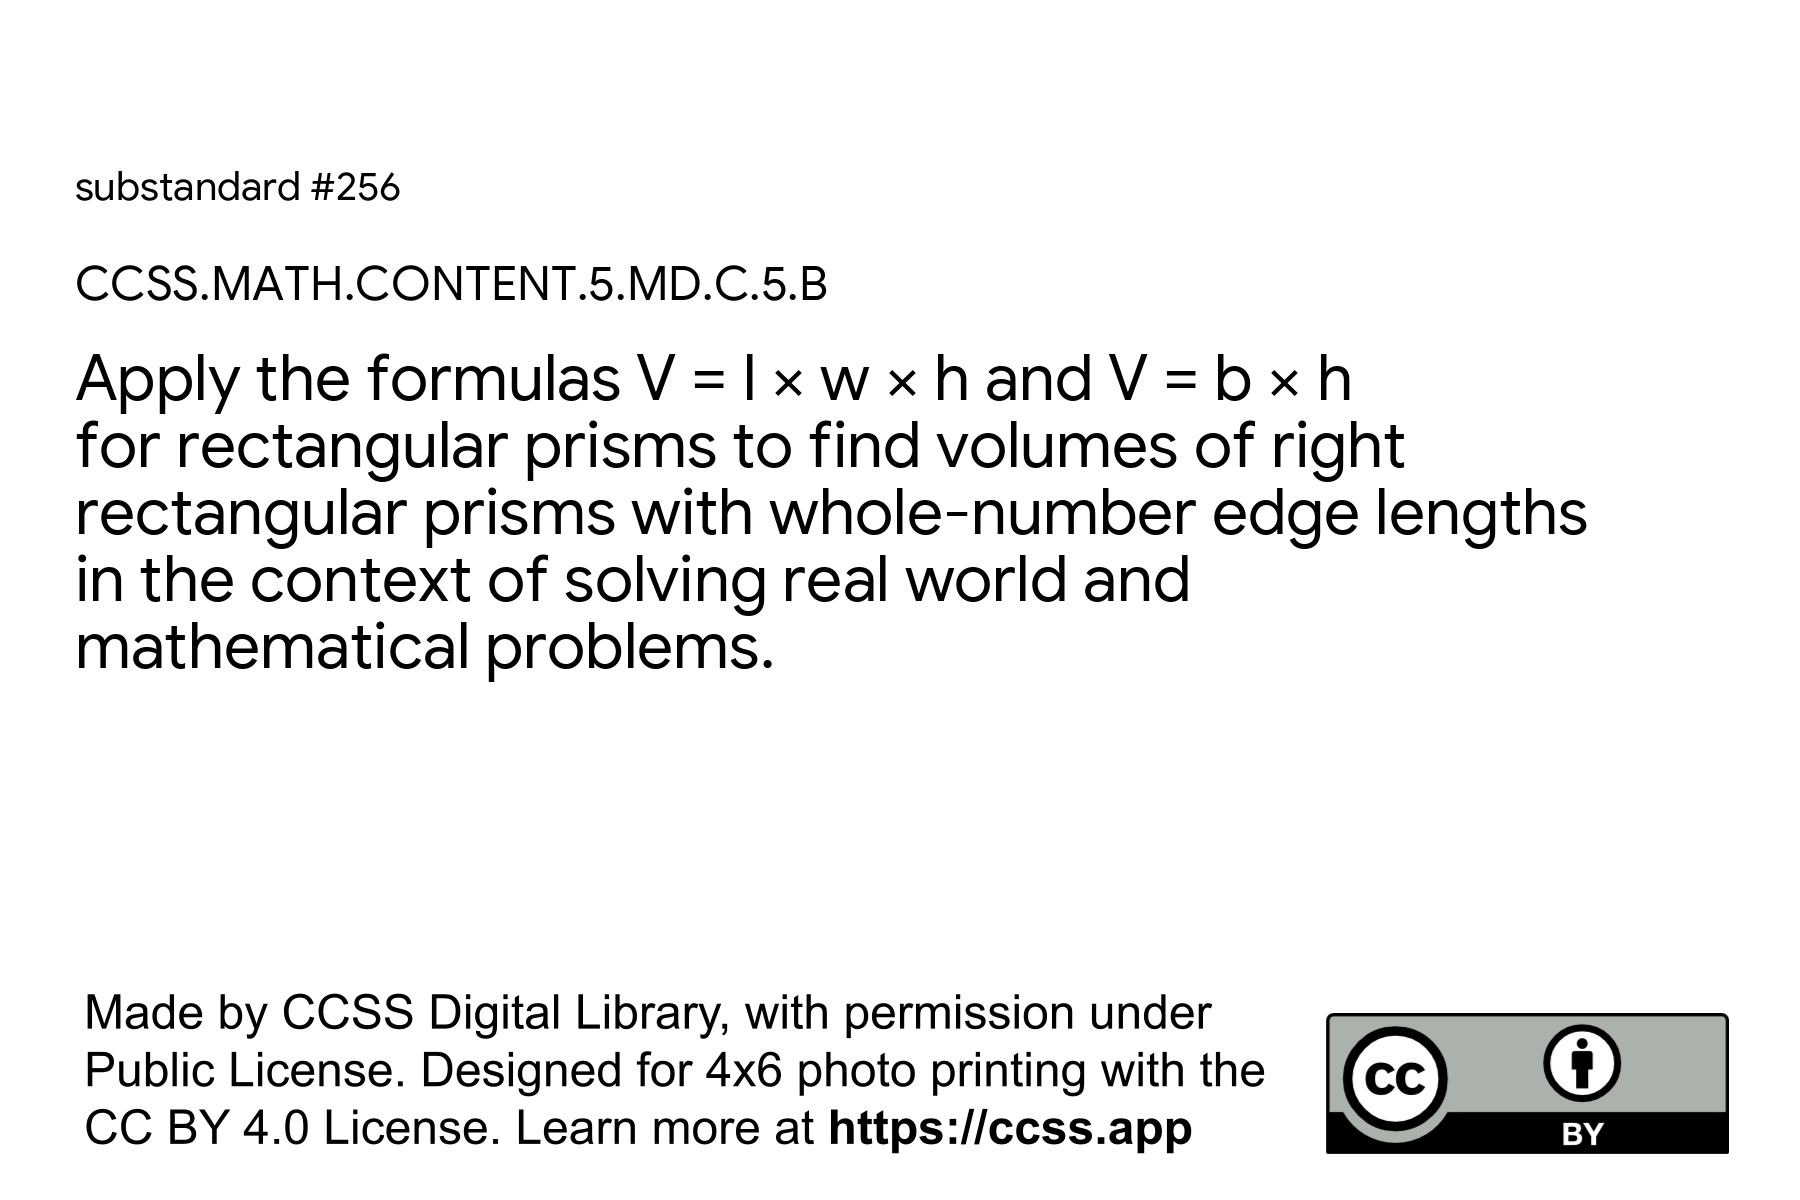 substandard #256
CCSS.MATH.CONTENT.5.MD.C.5.B
Apply the formulas V = l × w × h and V = b × h
for rectangular prisms to find volumes of right
rectangular prisms with whole-number edge lengths
in the context of solving real world and
mathematical problems.
Made by CCSS Digital Library, with permission under
Public License. Designed for 4x6 photo printing with the
CC BY 4.0 License. Learn more at https://ccss.app
cc
BY